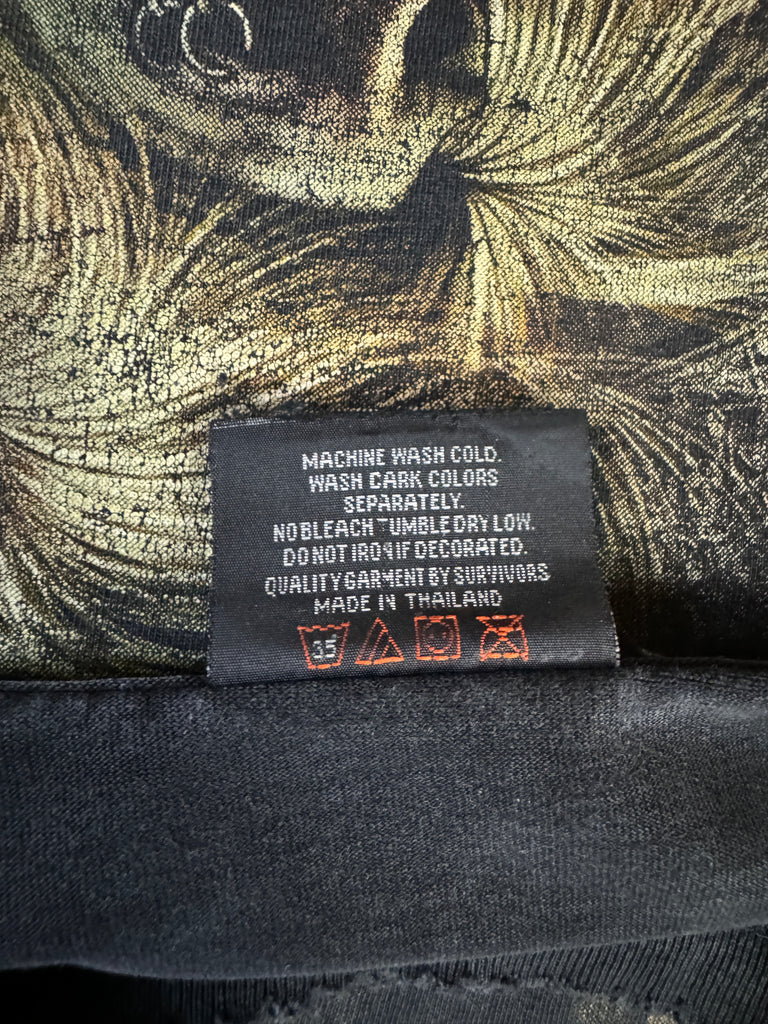 MACHINE WASH COLD.
WASH CARK COLORS
SEPARATELY.
NO BLEACH TUMBLE DRY LOW.
DO NOT IRON IF DECORATED.
QUALITY GARMENT BY SURVIVORS
MADE IN THAILAND
35